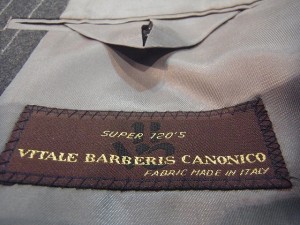 SUPER 120'S
VITALE BARBERIS CANONICO
FABRIC MADE IN ITALY